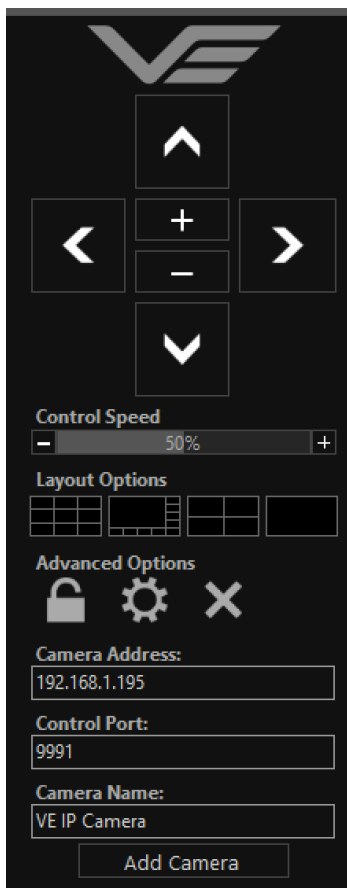 VE
+
−
Control Speed
− 50% +
Layout Options
Advanced Options
Camera Address:
192.168.1.195
Control Port:
9991
Camera Name:
VE IP Camera
Add Camera